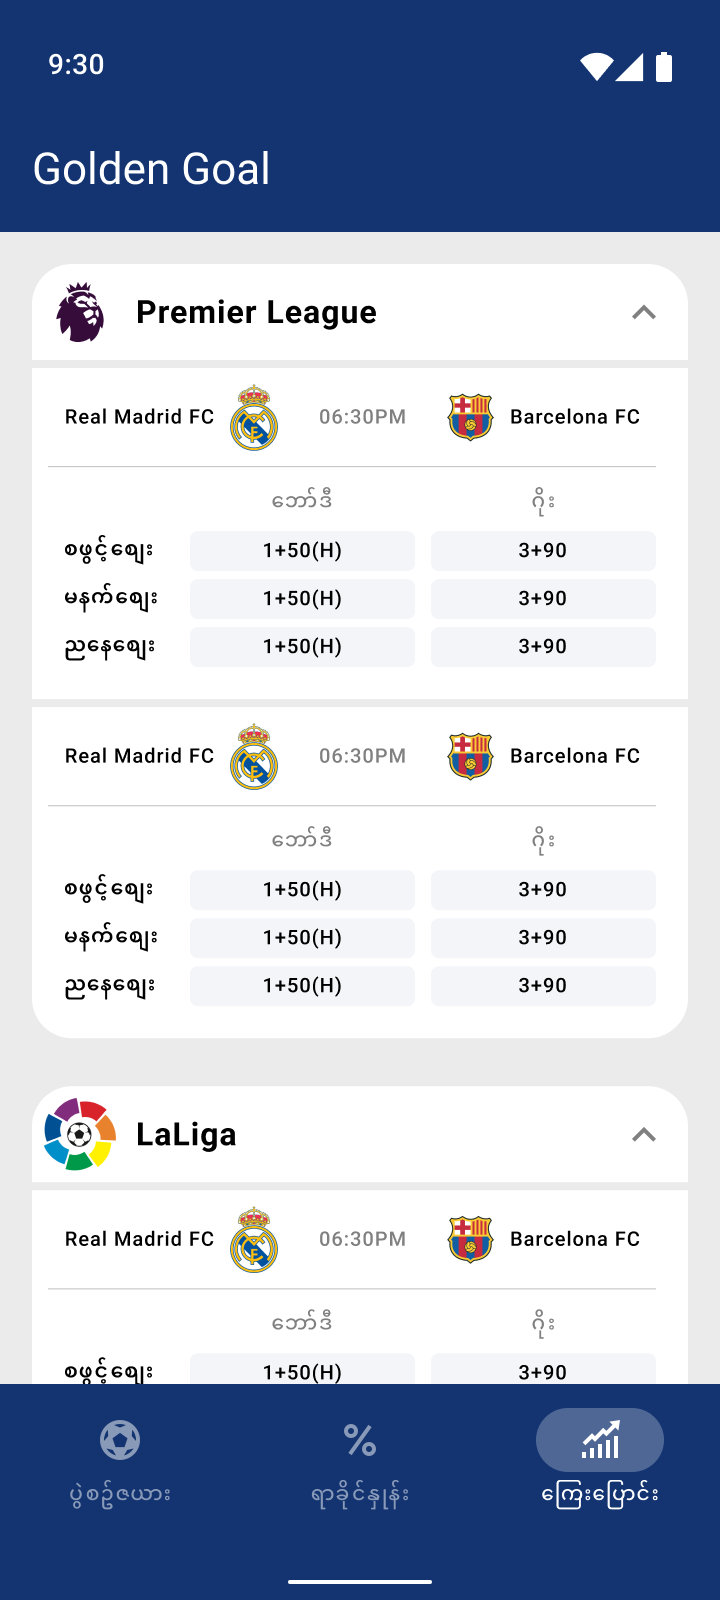 9:30
Golden Goal
Premier League
Real Madrid FC 06:30PM Barcelona FC
ဘော်ဒီ ဂိုး
စဖွင့်ဈေး 1+50(H) 3+90
မနက်ဈေး 1+50(H) 3+90
ညနေဈေး 1+50(H) 3+90
Real Madrid FC 06:30PM Barcelona FC
ဘော်ဒီ ဂိုး
စဖွင့်ဈေး 1+50(H) 3+90
မနက်ဈေး 1+50(H) 3+90
ညနေဈေး 1+50(H) 3+90
LaLiga
Real Madrid FC 06:30PM Barcelona FC
ဘော်ဒီ ဂိုး
စဖွင့်ဈေး 1+50(H) 3+90
%
ပွဲစဥ်ဇယား ရာခိုင်နှုန်း ကြေးပြောင်း